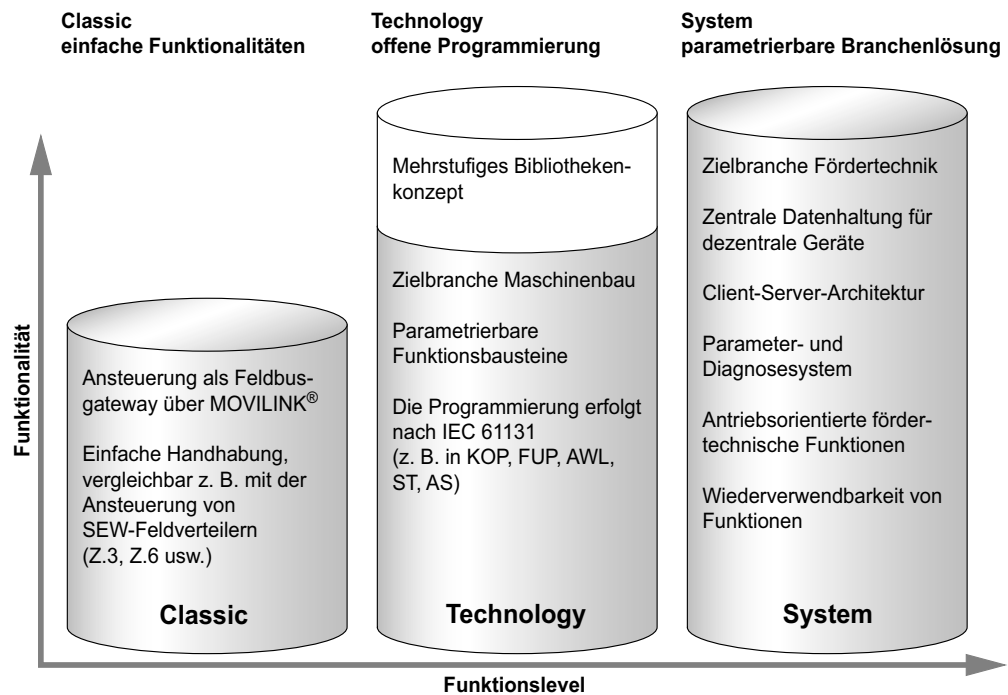 Classic
einfache Funktionalitäten
Technology
offene Programmierung
System
parametrierbare Branchenlösung
Funktionalität
Ansteuerung als Feldbus-
gateway über MOVILINK®
Einfache Handhabung,
vergleichbar z. B. mit der
Ansteuerung von
SEW-Feldverteilern
(Z.3, Z.6 usw.)
Classic
Mehrstufiges Bibliotheken-
konzept
Zielbranche Maschinenbau
Parametrierbare
Funktionsbausteine
Die Programmierung erfolgt
nach IEC 61131
(z. B. in KOP, FUP, AWL,
ST, AS)
Technology
Zielbranche Fördertechnik
Zentrale Datenhaltung für
dezentrale Geräte
Client-Server-Architektur
Parameter- und
Diagnosesystem
Antriebsorientierte förder-
technische Funktionen
Wiederverwendbarkeit von
Funktionen
System
Funktionslevel